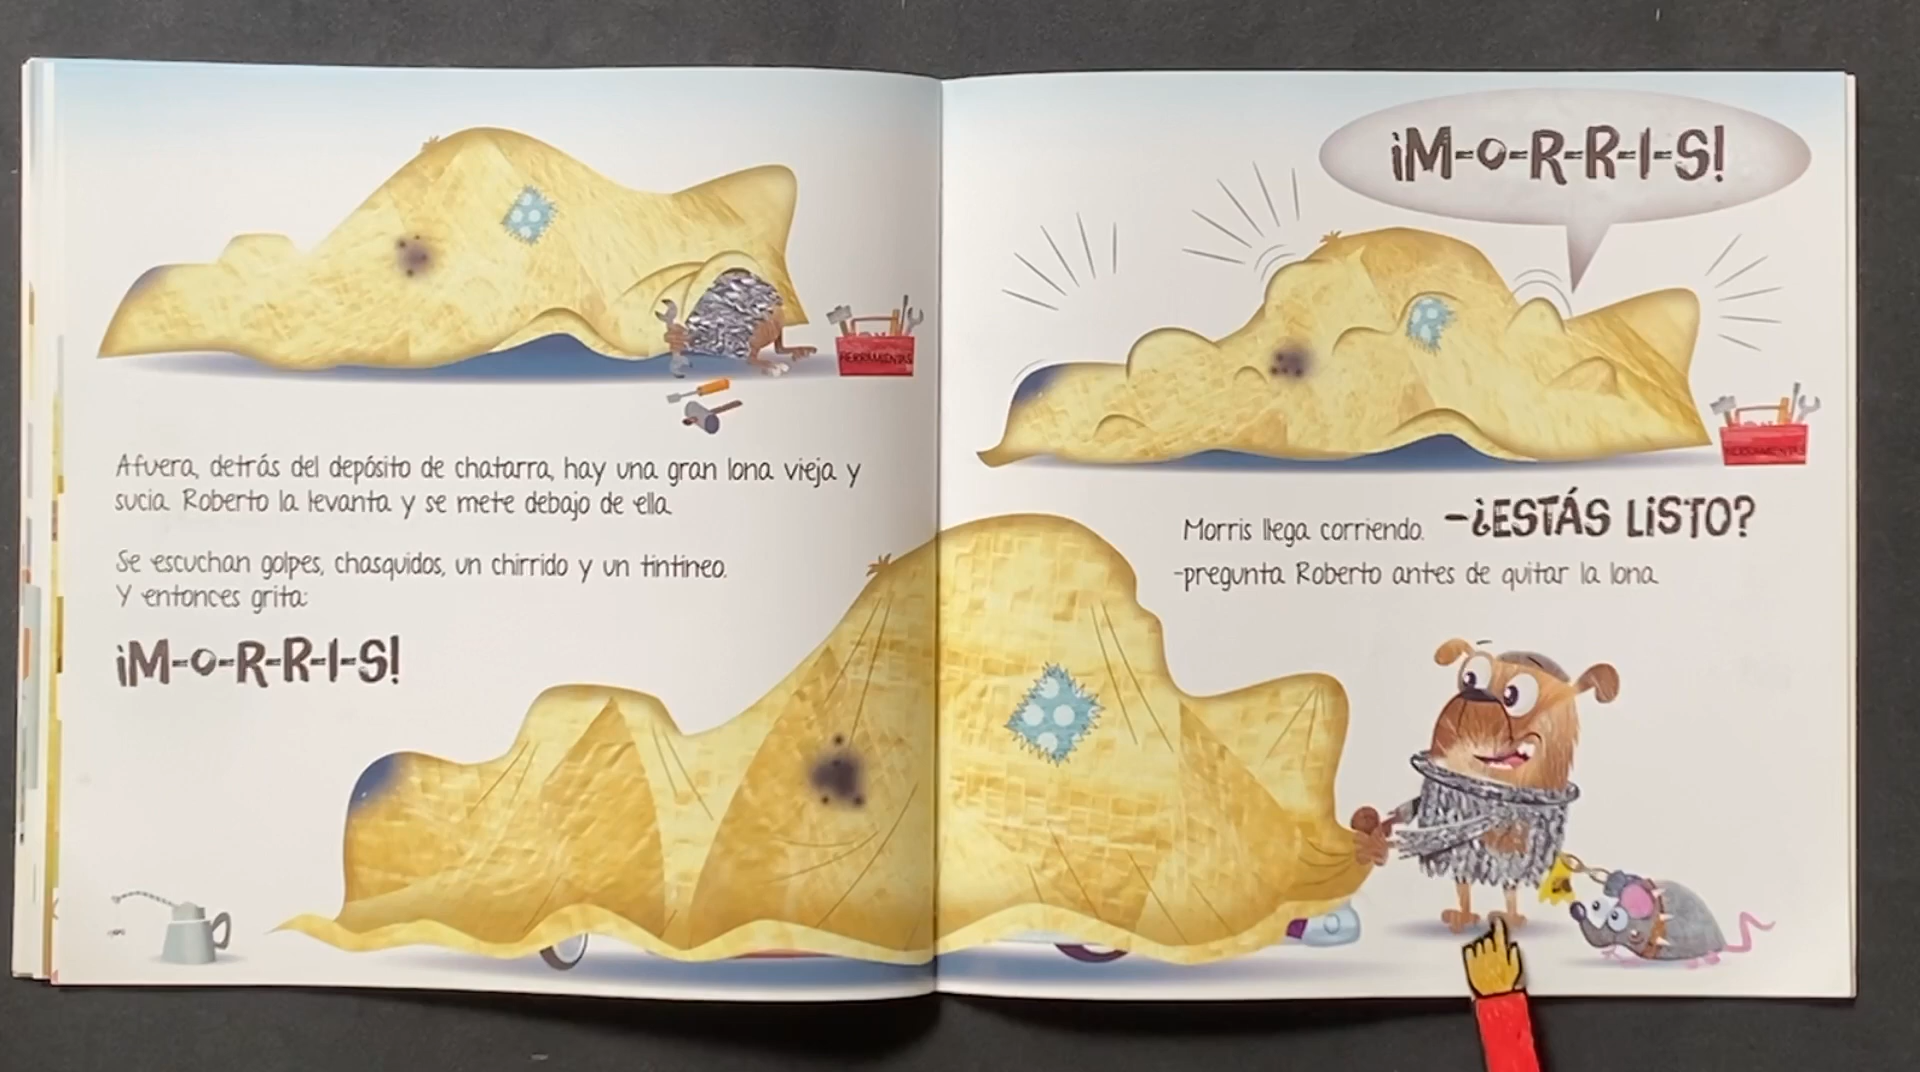 HERRAMIENTAS
Afuera, detrás del depósito de chatarra, hay una gran lona vieja y
sucia. Roberto la levanta y se mete debajo de ella.
Se escuchan golpes, chasquidos, un chirrido y un tintineo.
Y entonces grita:
¡M-O-R-R-I-S!
¡M-O-R-R-I-S!
HERRAMIENTAS
Morris llega corriendo. -¿ESTÁS LISTO?
-pregunta Roberto antes de quitar la lona.